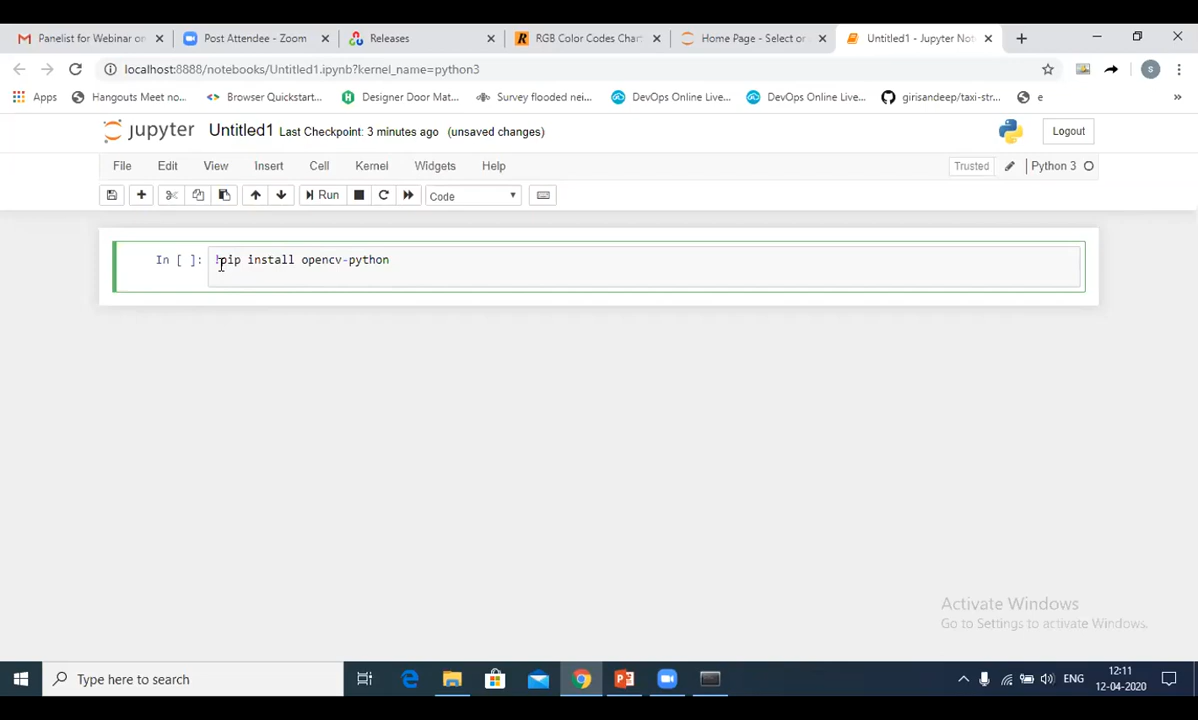 Panelist for Webinar on
Post Attendee - Zoom
Releases
RGB Color Codes Char
Home Page - Select or
Untitled1 - Jupyter Not
localhost:8888/notebooks/Untitled1.ipynb?kernel_name=python3
Apps
Hangouts Meet no...
Browser Quickstart...
Designer Door Mat...
Survey flooded nei...
DevOps Online Live...
DevOps Online Live...
girisandeep/taxi-str...
e
jupyter Untitled1 Last Checkpoint: 3 minutes ago (unsaved changes)
Logout
File Edit View Insert Cell Kernel Widgets Help
Trusted
Python 3
Run
Code
In [ ]: !pip install opencv-python
Activate Windows
Go to Settings to activate Windows.
Type here to search
ENG
12:11
12-04-2020